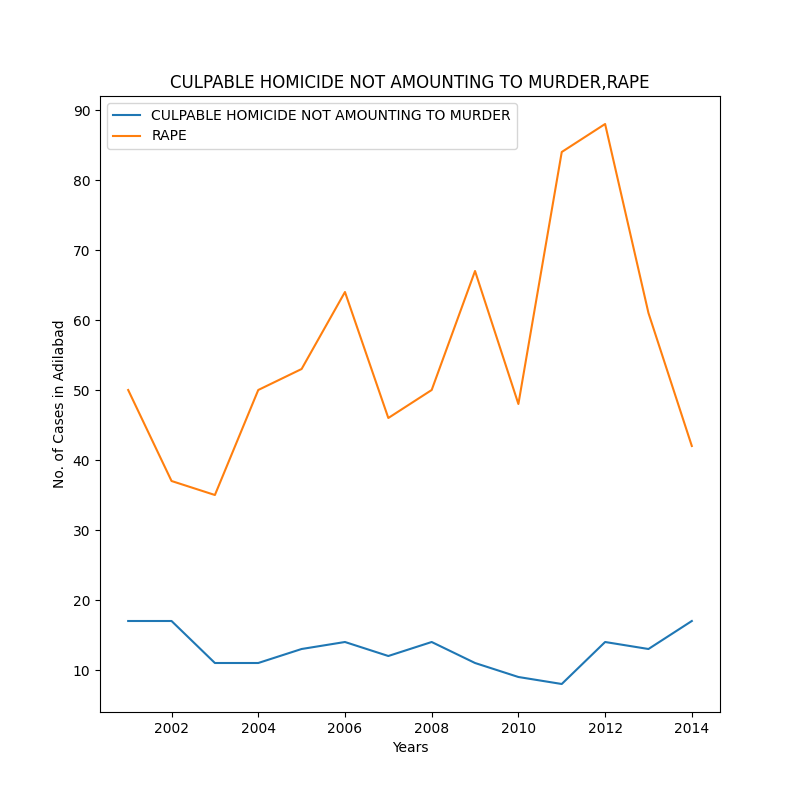 CULPABLE HOMICIDE NOT AMOUNTING TO MURDER,RAPE
CULPABLE HOMICIDE NOT AMOUNTING TO MURDER
RAPE
90
80
70
60
50
40
30
20
10
No. of Cases in Adilabad
2002 2004 2006 2008 2010 2012 2014
Years